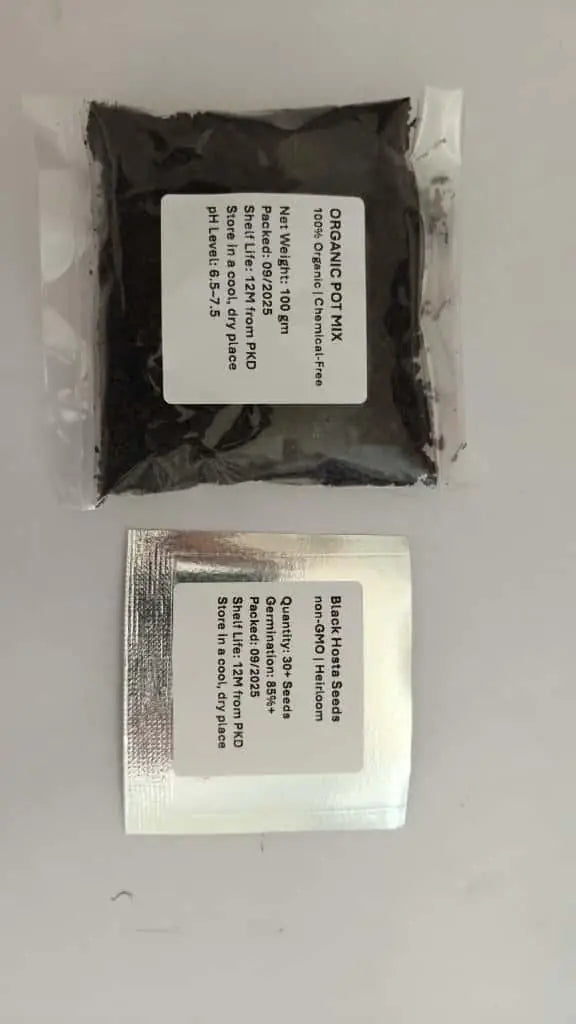 ORGANIC POT MIX
100% Organic | Chemical-Free
Net Weight: 100 gm
Packed: 09/2025
Shelf Life: 12M from PKD
Store in a cool, dry place
pH Level: 6.5–7.5
Black Hosta Seeds
non-GMO | Heirloom
Quantity: 30+ Seeds
Germination: 85%+
Packed: 09/2025
Shelf Life: 12M from PKD
Store in a cool, dry place